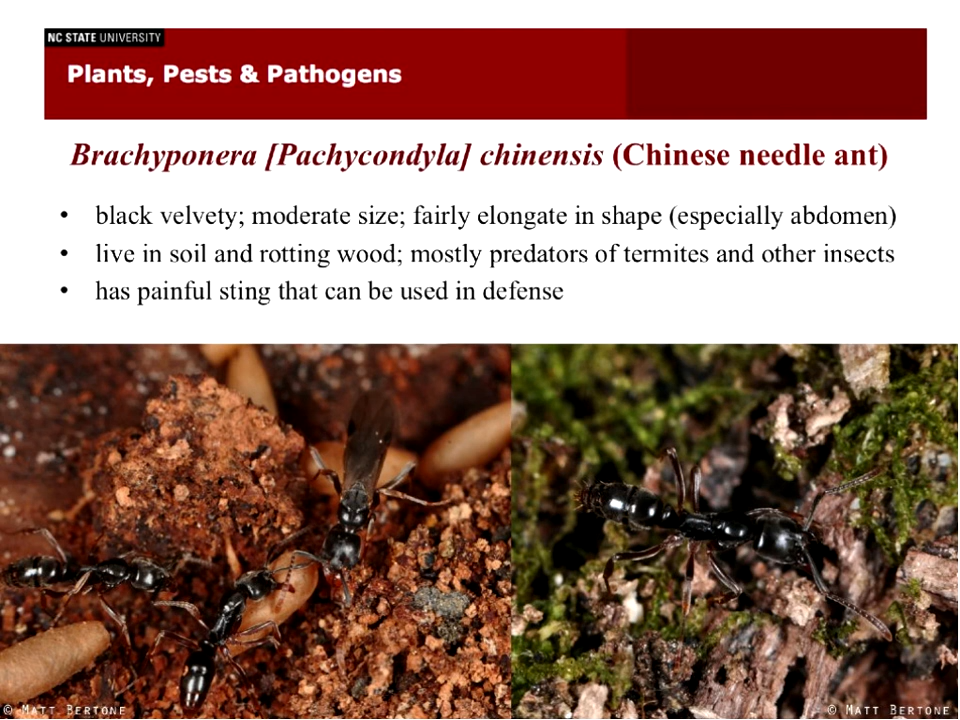 NC STATE UNIVERSITY
Plants, Pests & Pathogens
Brachyponera [Pachycondyla] chinensis (Chinese needle ant)
• black velvety; moderate size; fairly elongate in shape (especially abdomen)
• live in soil and rotting wood; mostly predators of termites and other insects
• has painful sting that can be used in defense
© Matt Bertone
© Matt Bertone